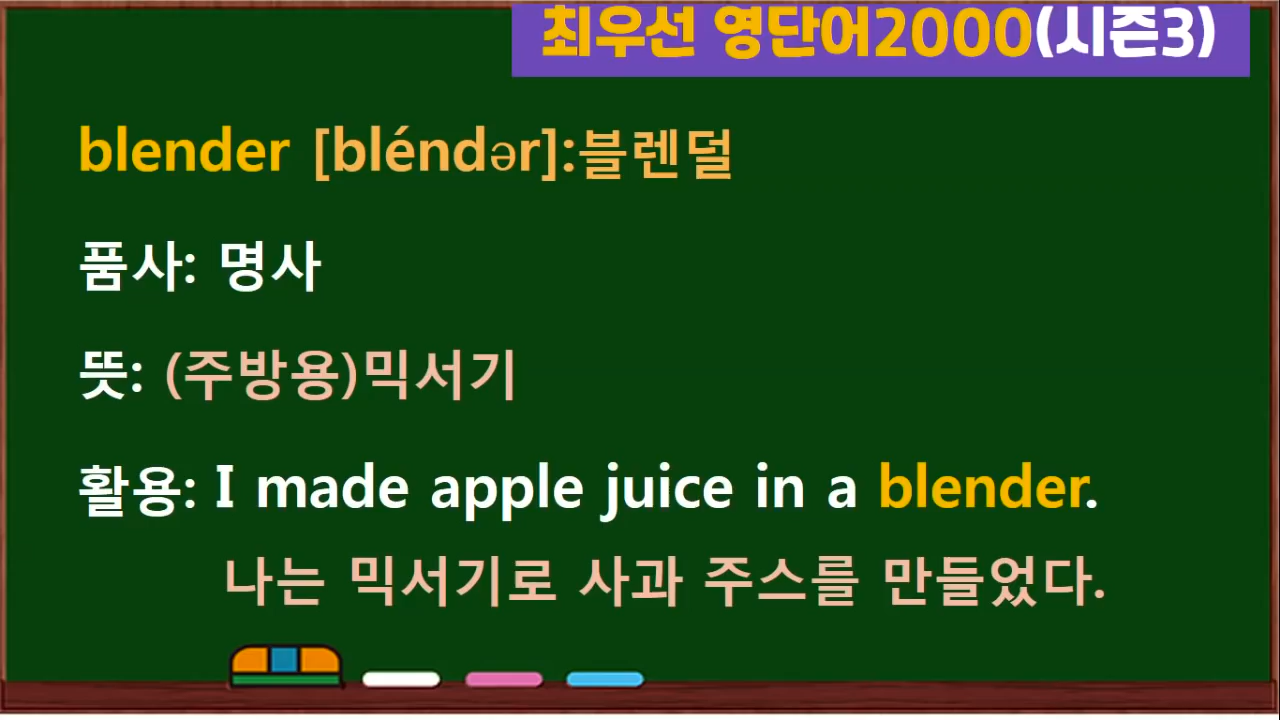 최우선 영단어2000(시즌3)
blender [bléndər]:블렌덜
품사: 명사
뜻: (주방용)믹서기
활용: I made apple juice in a blender.
나는 믹서기로 사과 주스를 만들었다.